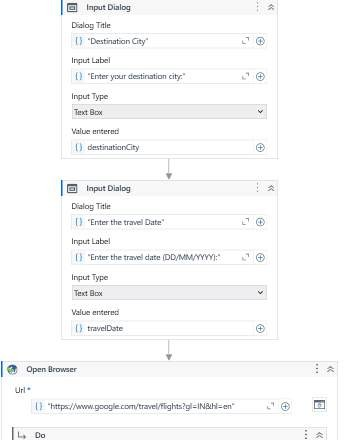 Input Dialog
Dialog Title
"Destination City"
Input Label
"Enter your destination city:"
Input Type
Text Box
Value entered
destinationCity
Input Dialog
Dialog Title
"Enter the travel Date"
Input Label
"Enter the travel date (DD/MM/YYYY):"
Input Type
Text Box
Value entered
travelDate
Open Browser
Url *
"https://www.google.com/travel/flights?gl=IN&hl=en"
Do